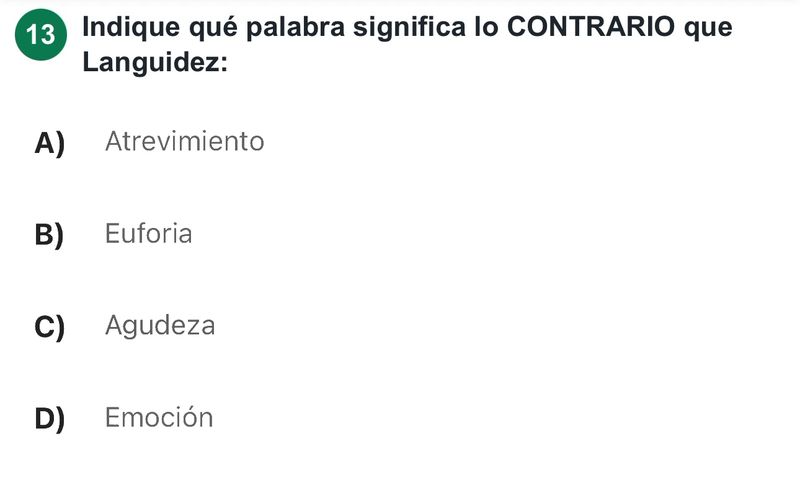 13 Indique qué palabra significa lo CONTRARIO que
Languidez:
A) Atrevimiento
B) Euforia
C) Agudeza
D) Emoción